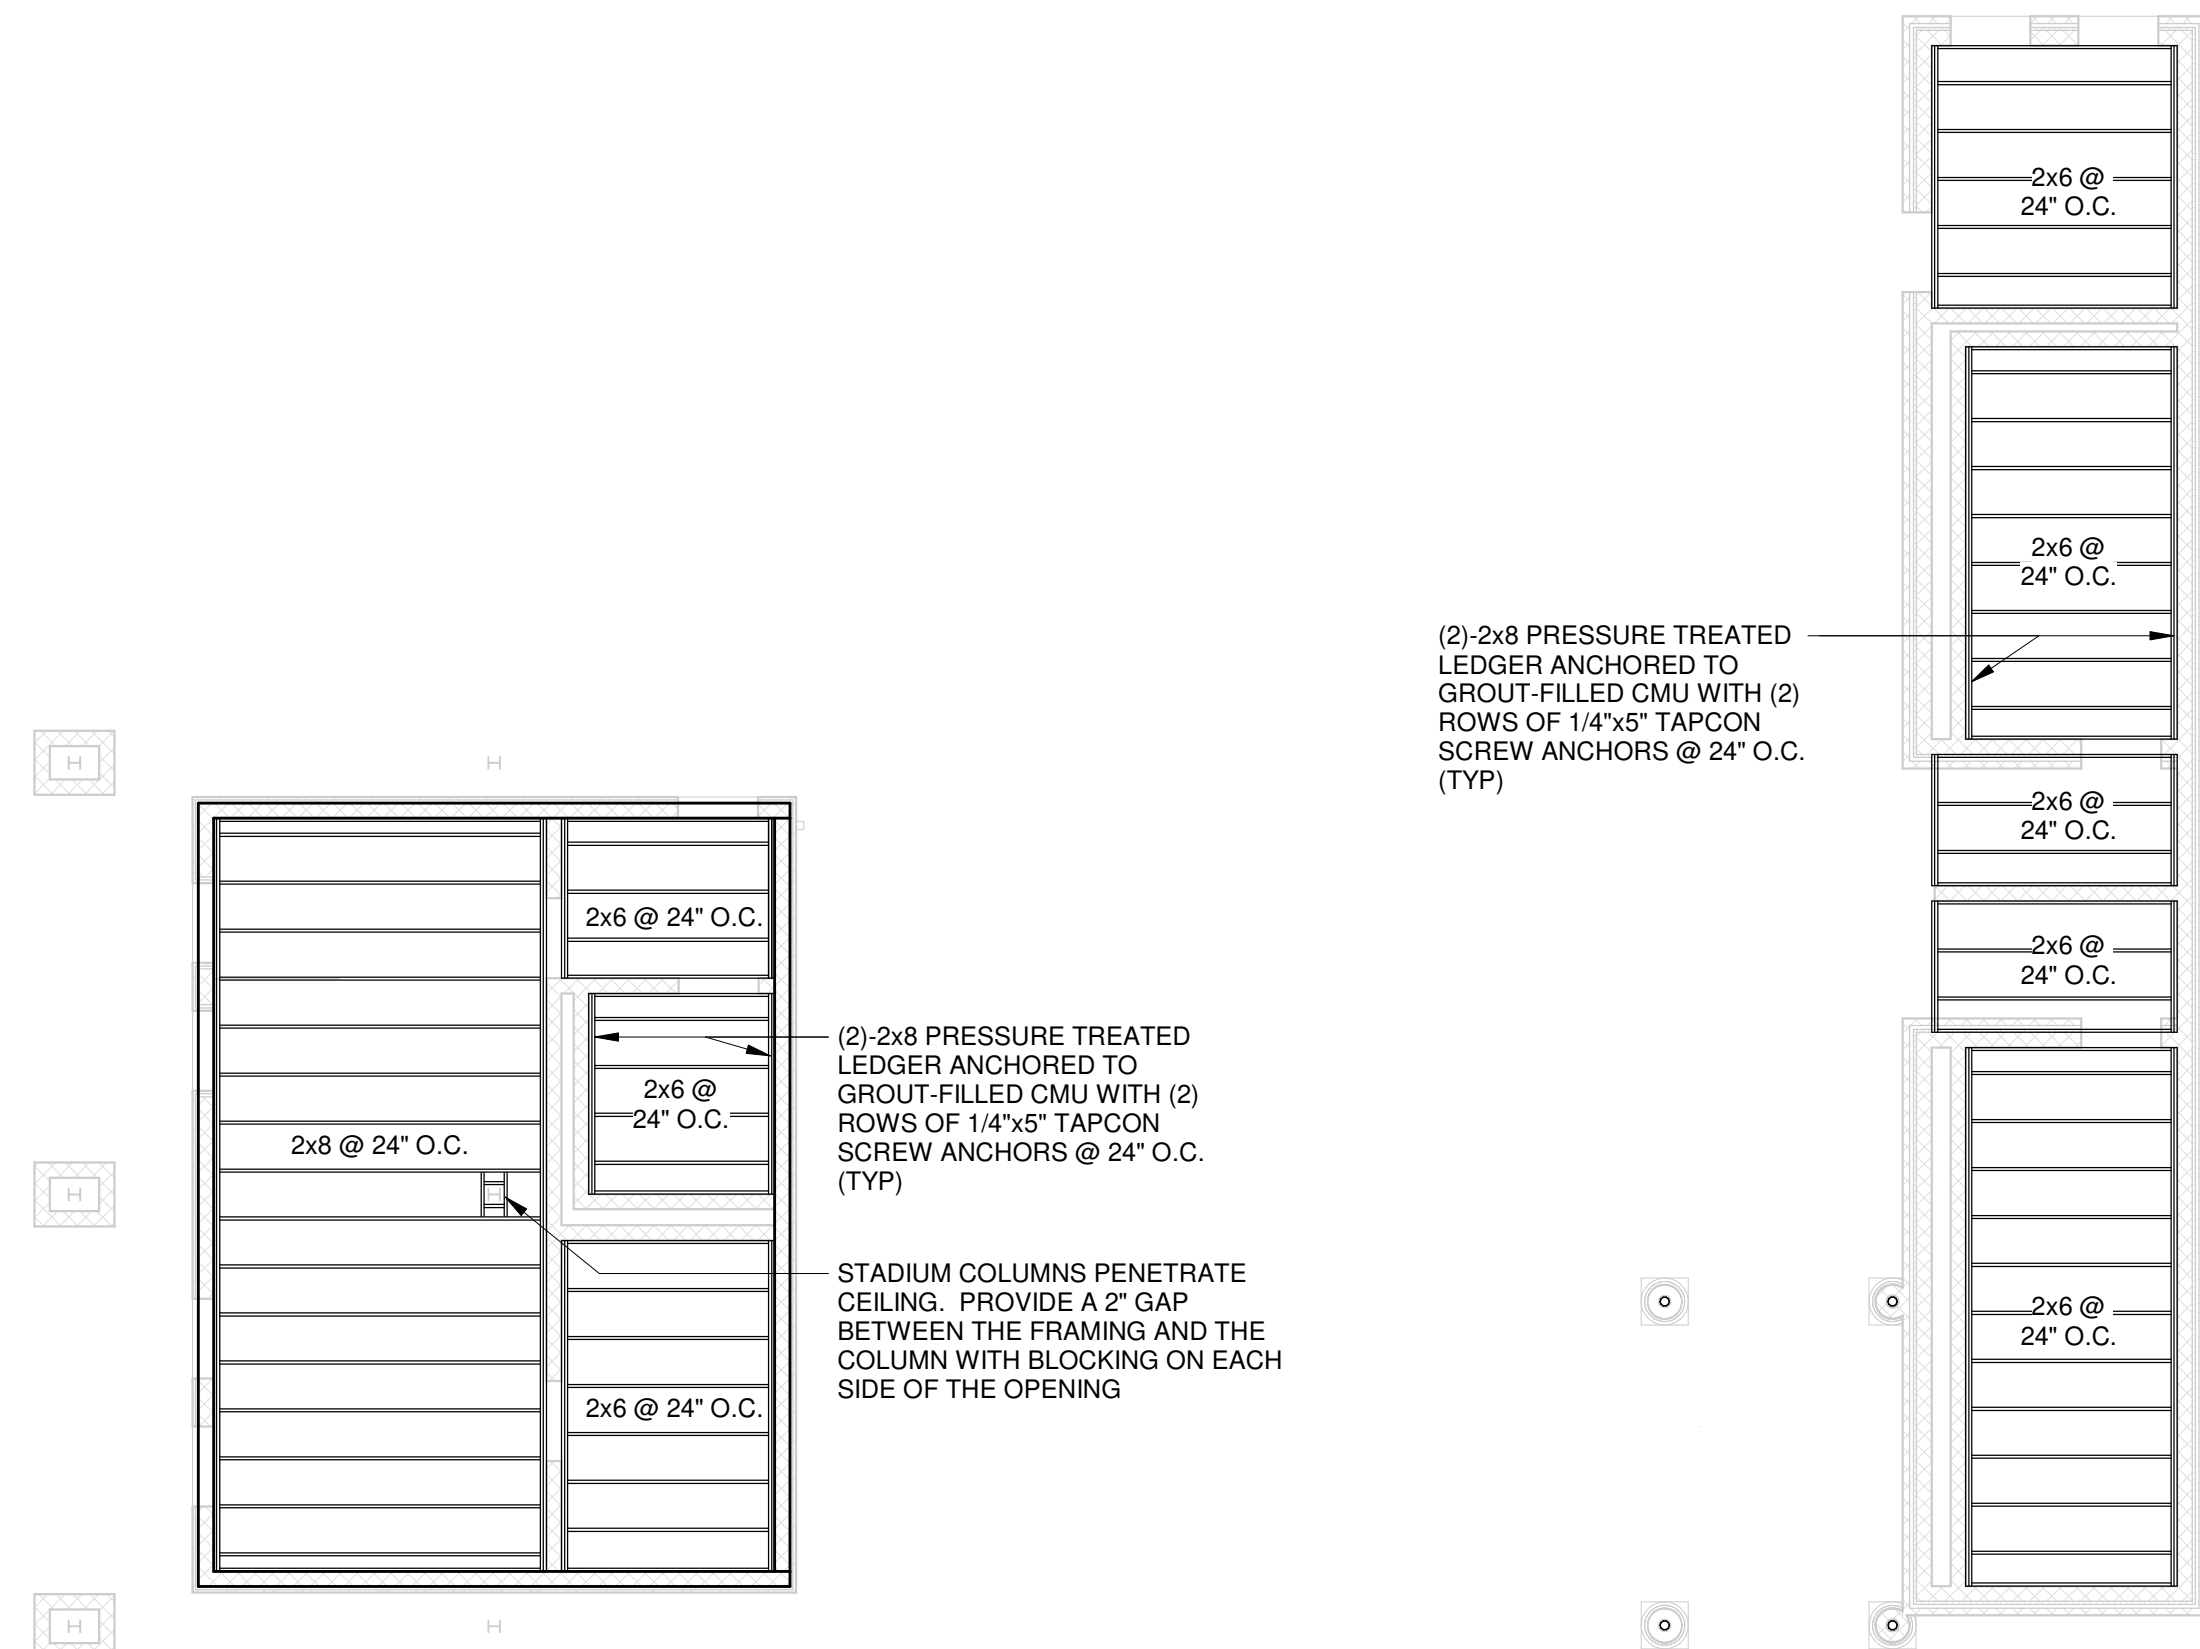 2x6 @
24" O.C.
2x6 @
24" O.C.
(2)-2x8 PRESSURE TREATED
LEDGER ANCHORED TO
GROUT-FILLED CMU WITH (2)
ROWS OF 1/4"x5" TAPCON
SCREW ANCHORS @ 24" O.C.
(TYP)
2x6 @
24" O.C.
2x6 @
24" O.C.
2x6 @
24" O.C.
2x6 @ 24" O.C.
2x6 @
24" O.C.
2x8 @ 24" O.C.
2x6 @ 24" O.C.
(2)-2x8 PRESSURE TREATED
LEDGER ANCHORED TO
GROUT-FILLED CMU WITH (2)
ROWS OF 1/4"x5" TAPCON
SCREW ANCHORS @ 24" O.C.
(TYP)
STADIUM COLUMNS PENETRATE
CEILING.  PROVIDE A 2" GAP
BETWEEN THE FRAMING AND THE
COLUMN WITH BLOCKING ON EACH
SIDE OF THE OPENING